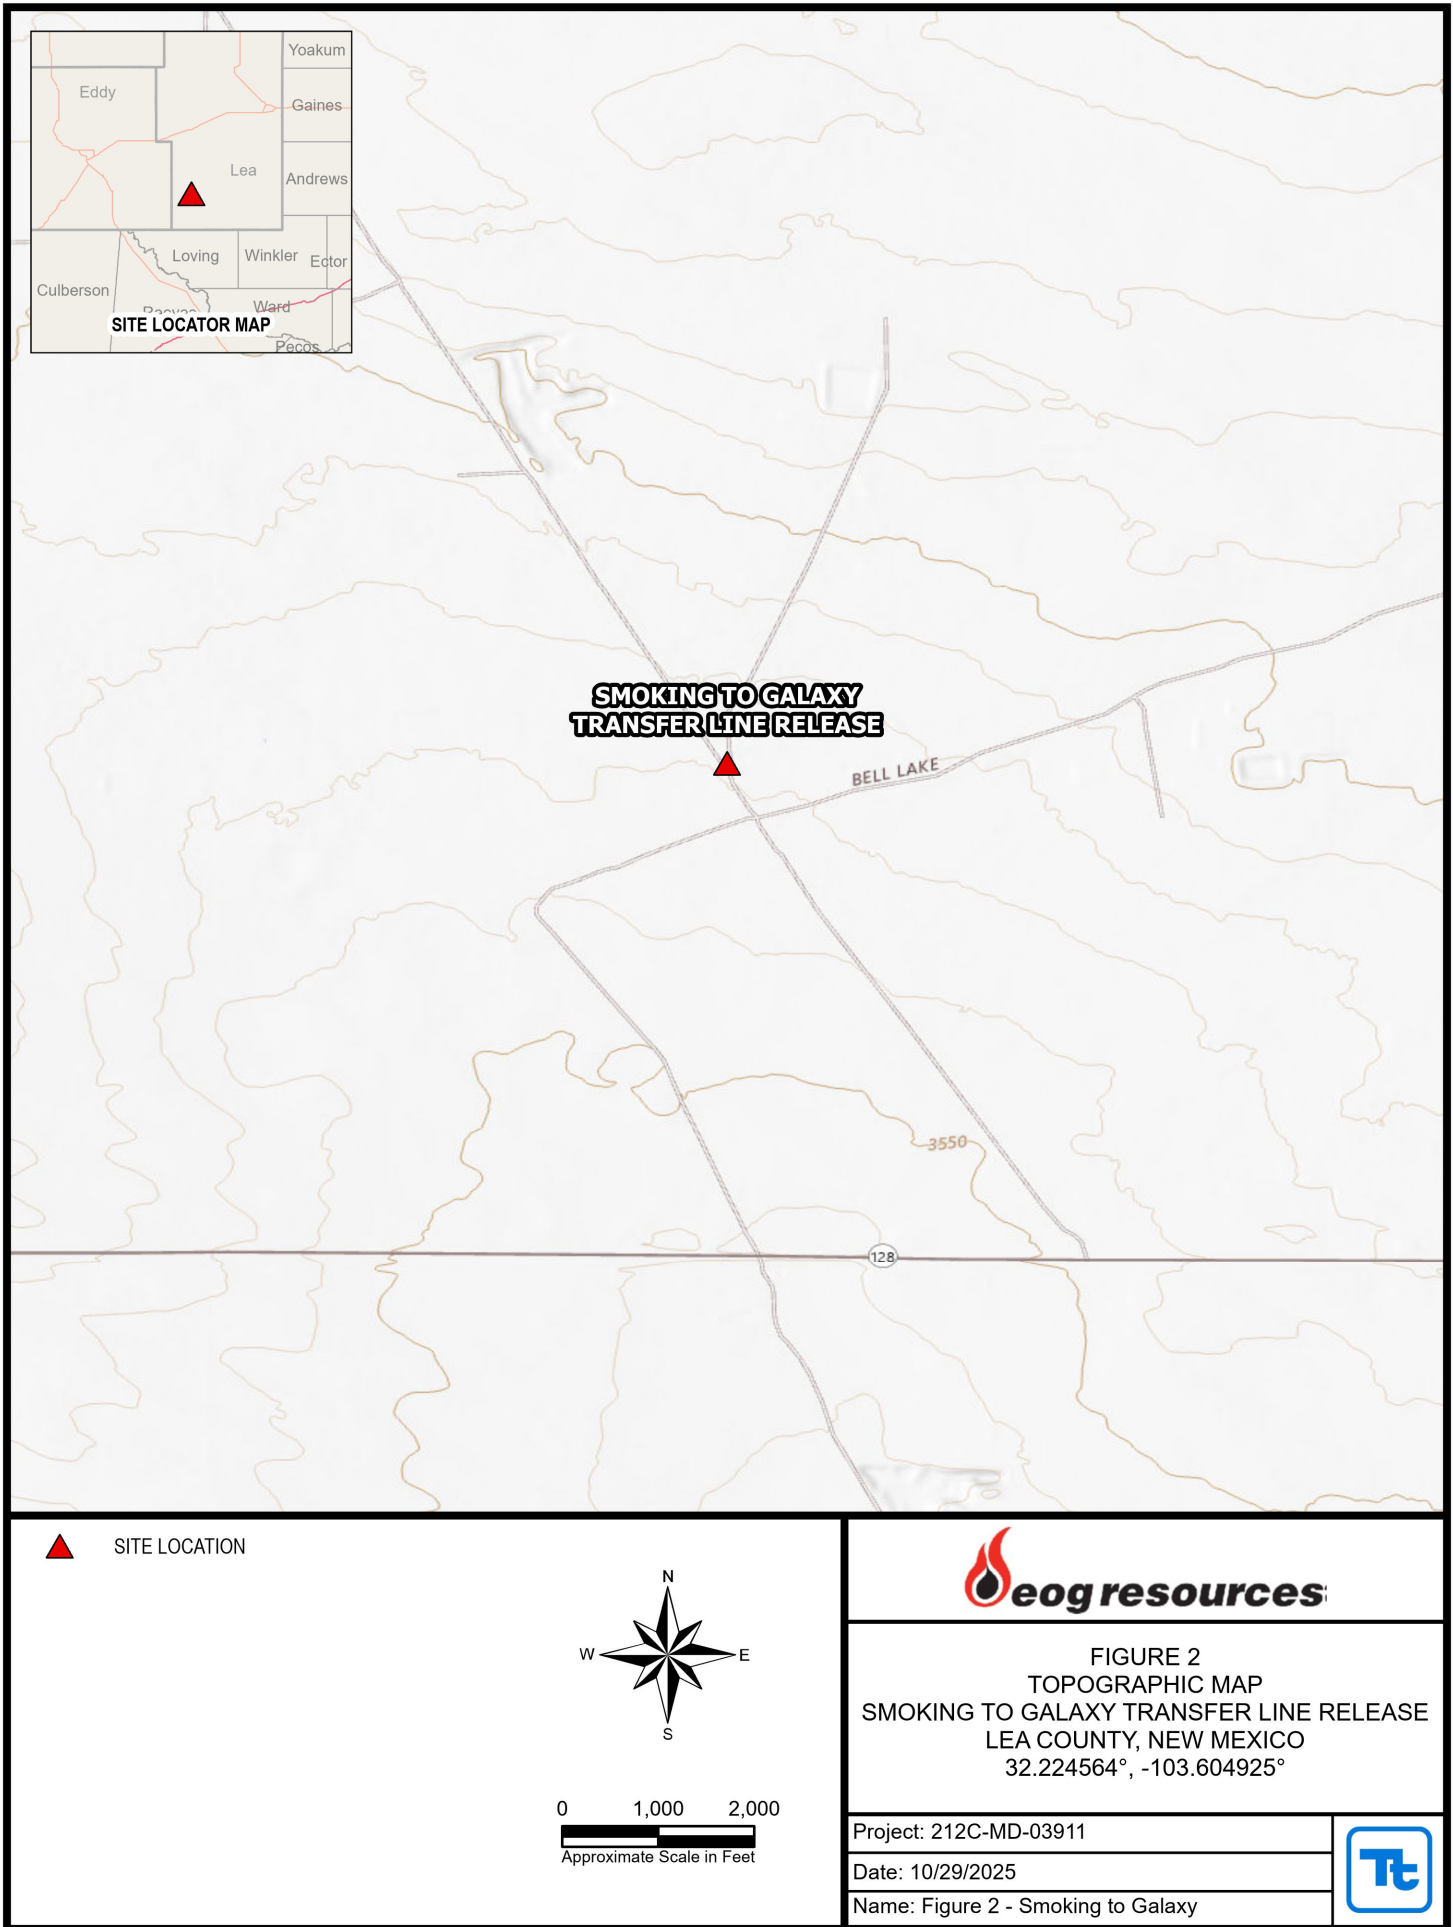 Yoakum
Eddy
Gaines
Lea
Andrews
Loving
Winkler
Ector
Culberson
Ward
Reeves
SITE LOCATOR MAP
Pecos
SMOKING TO GALAXY
TRANSFER LINE RELEASE
BELL LAKE
3550
128
SITE LOCATION
N
W
E
S
0 1,000 2,000
Approximate Scale in Feet
eog resources
FIGURE 2
TOPOGRAPHIC MAP
SMOKING TO GALAXY TRANSFER LINE RELEASE
LEA COUNTY, NEW MEXICO
32.224564°, -103.604925°
Project: 212C-MD-03911
Date: 10/29/2025
Name: Figure 2 - Smoking to Galaxy
Tt